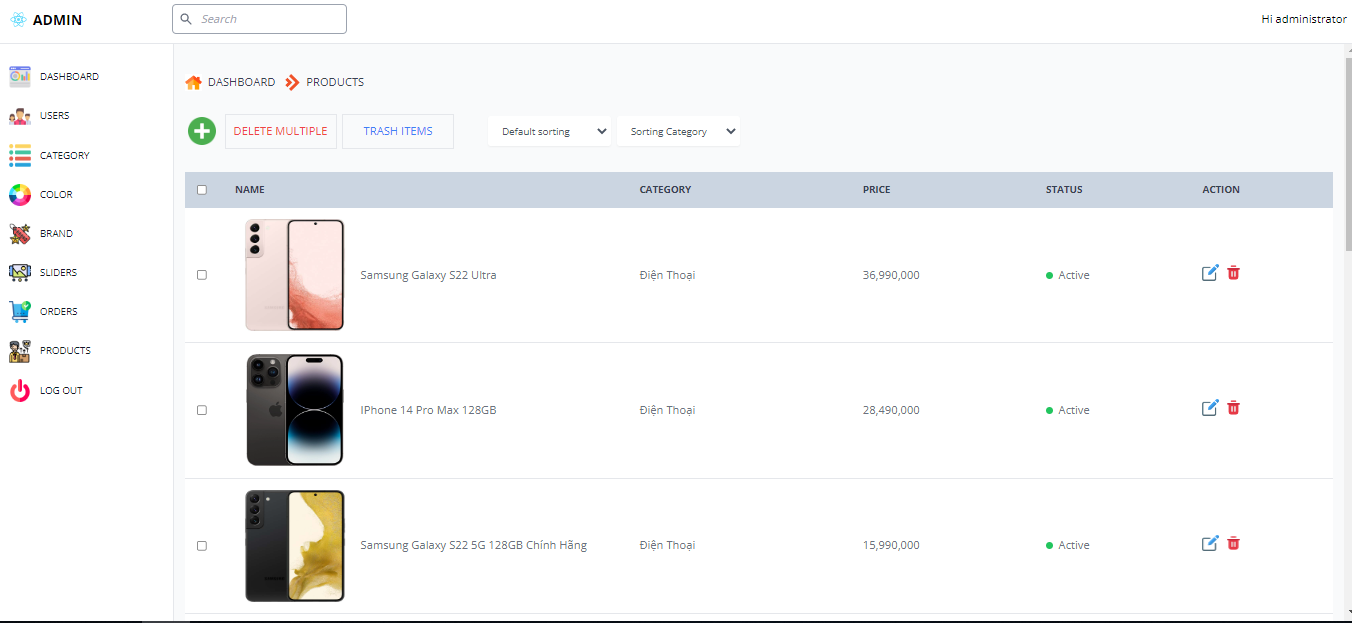 ADMIN
Search
Hi administrator
DASHBOARD
USERS
CATEGORY
COLOR
BRAND
SLIDERS
ORDERS
PRODUCTS
LOG OUT
DASHBOARD PRODUCTS
DELETE MULTIPLE TRASH ITEMS Default sorting Sorting Category
NAME CATEGORY PRICE STATUS ACTION
Samsung Galaxy S22 Ultra Điện Thoại 36,990,000 Active
IPhone 14 Pro Max 128GB Điện Thoại 28,490,000 Active
Samsung Galaxy S22 5G 128GB Chính Hãng Điện Thoại 15,990,000 Active